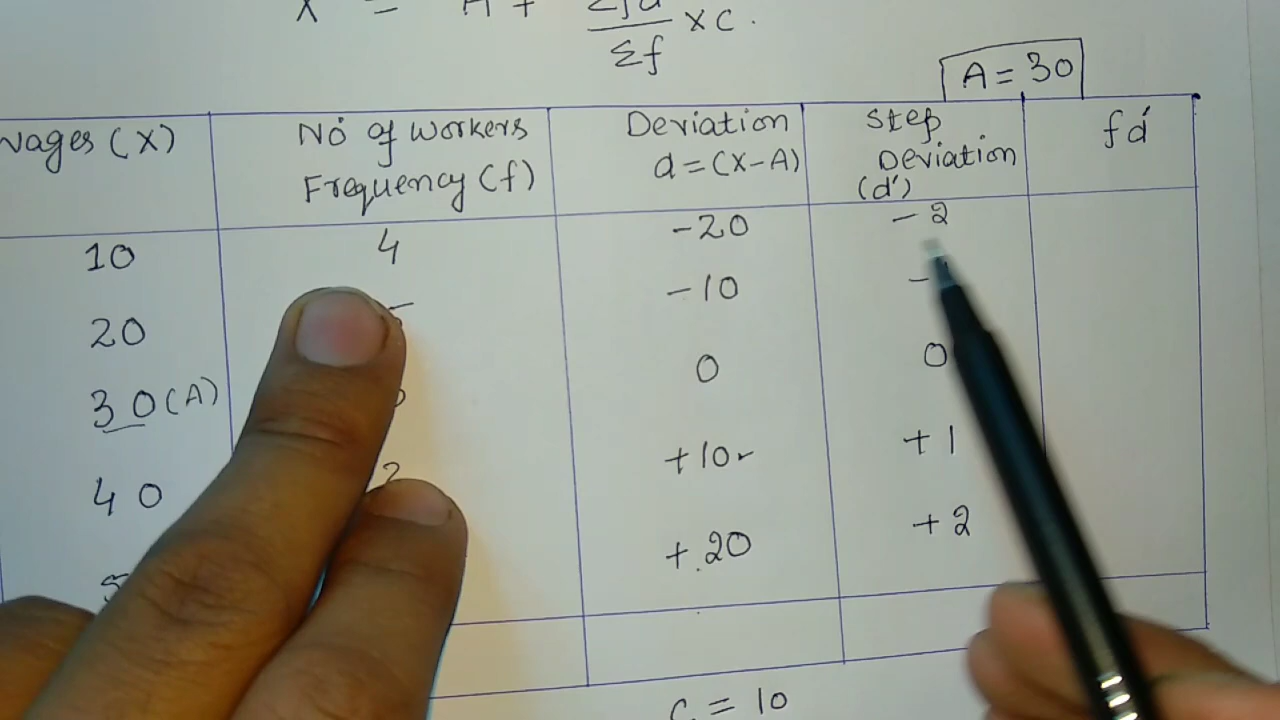 X = A + Σfd' / Σf × C.
A = 30
Wages (X)
No of Workers Frequency (f)
Deviation d = (X-A)
Step Deviation (d')
fd'
10 4 -20 -2
20 -10 -
30 (A) 0 0
40 +10 +1
+20 +2
C = 10